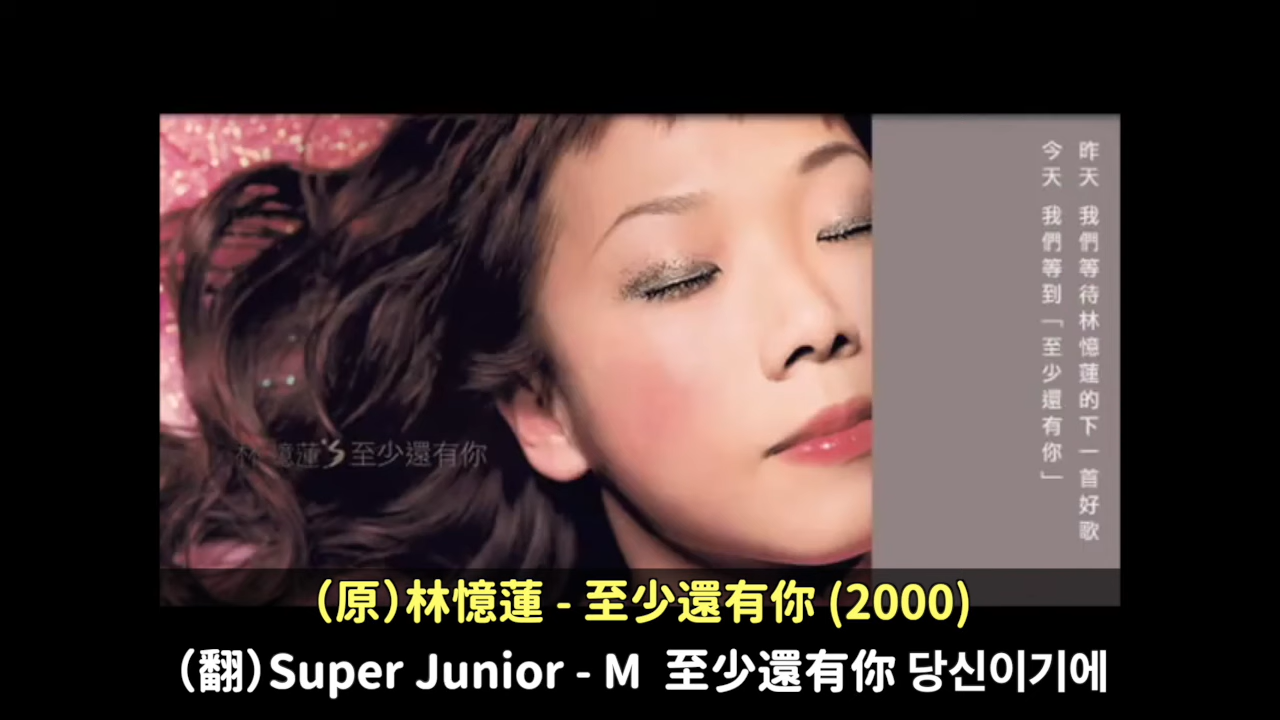 昨天 我們等待林憶蓮的下一首好歌
今天 我們等到「至少還有你」
林憶蓮's 至少還有你
(原)林憶蓮 - 至少還有你 (2000)
(翻)Super Junior - M 至少還有你 당신이기에